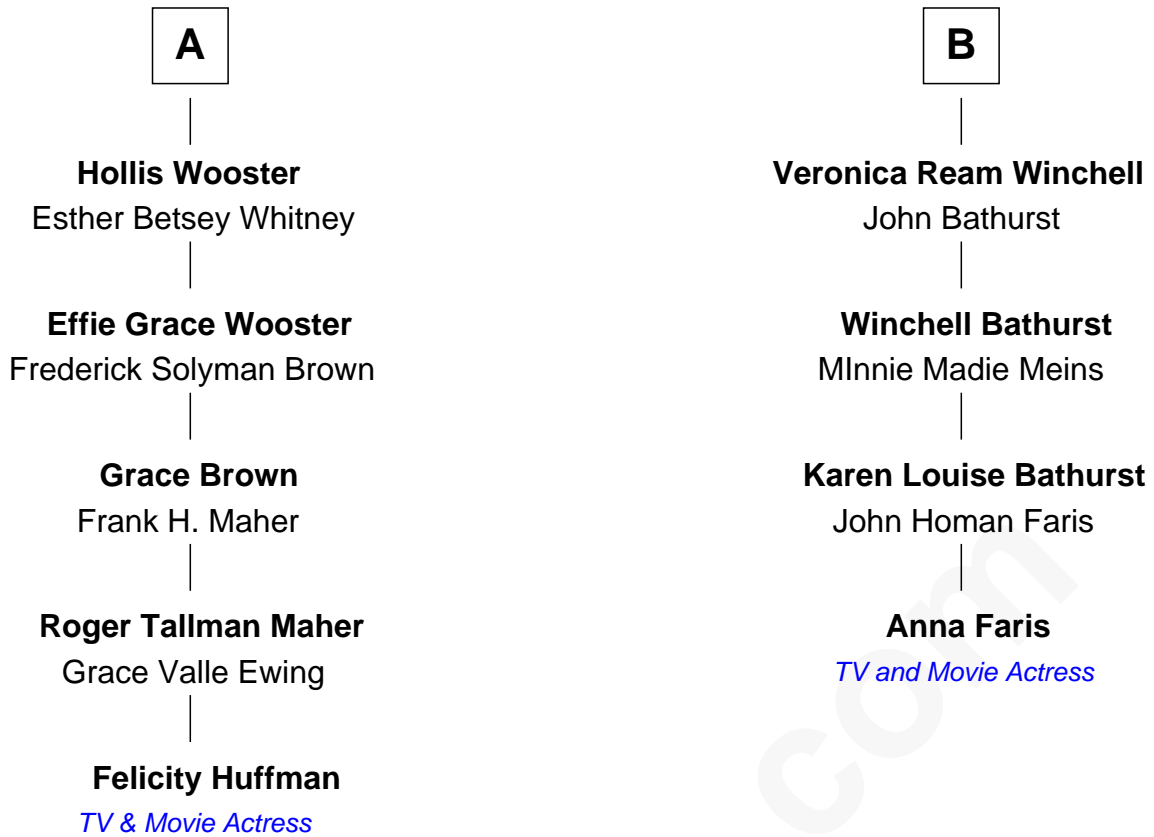 A
Hollis Wooster
Esther Betsey Whitney
Effie Grace Wooster
Frederick Solyman Brown
Grace Brown
Frank H. Maher
Roger Tallman Maher
Grace Valle Ewing
Felicity Huffman
TV & Movie Actress
B
Veronica Ream Winchell
John Bathurst
Winchell Bathurst
MInnie Madie Meins
Karen Louise Bathurst
John Homan Faris
Anna Faris
TV and Movie Actress
com